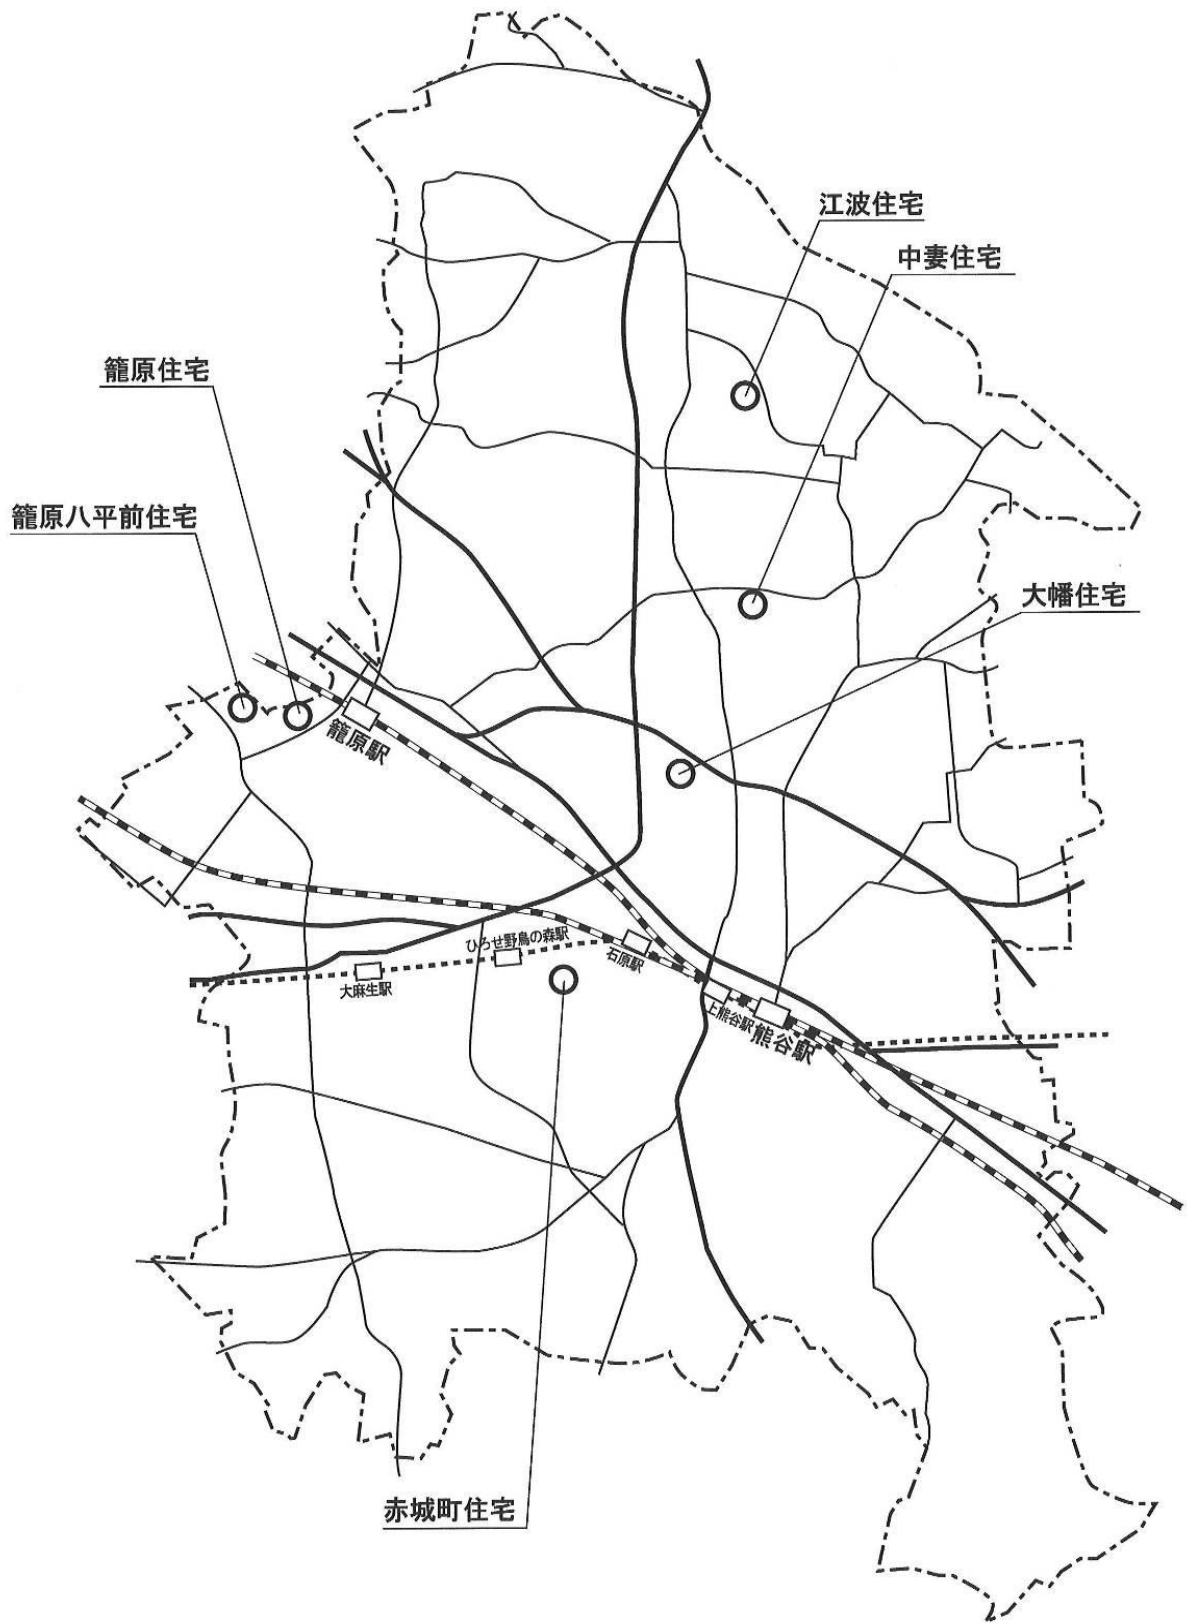 江波住宅
中妻住宅
籠原住宅
籠原八平前住宅
大幡住宅
籠原駅
ひろせ野鳥の森駅
石原駅
大麻生駅
上熊谷駅
熊谷駅
赤城町住宅